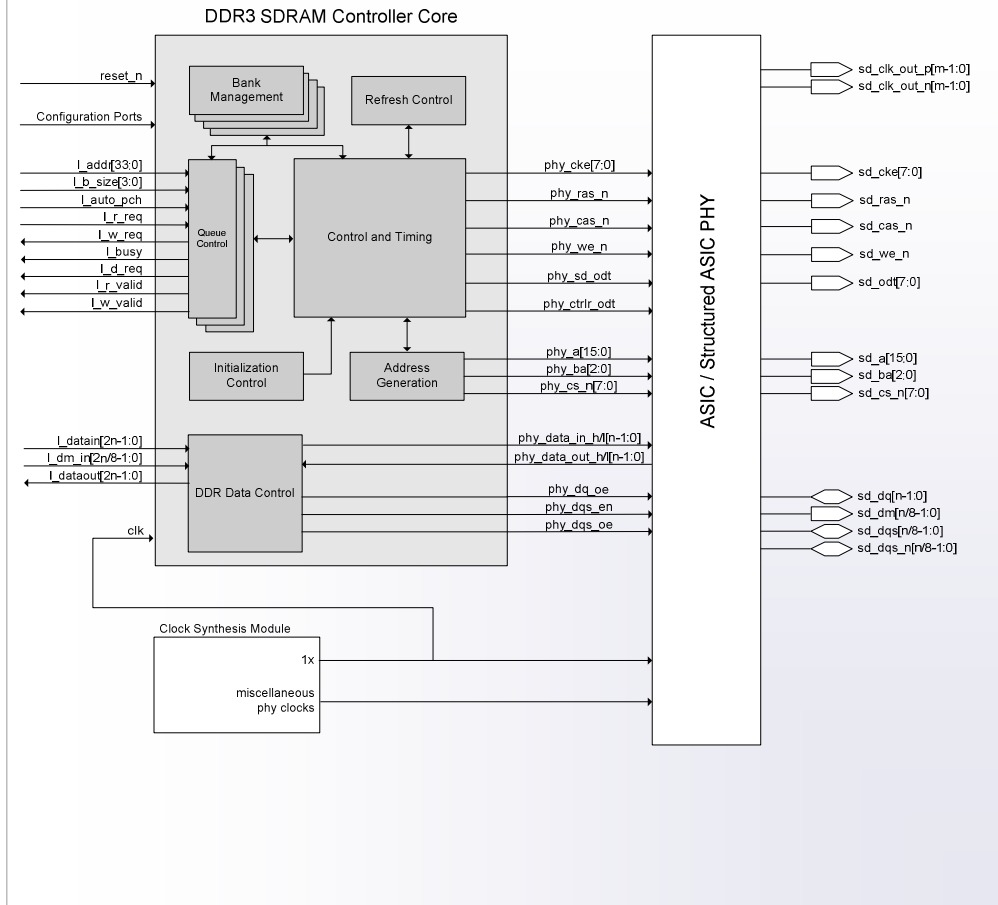 DDR3 SDRAM Controller Core
reset_n
Configuration Ports
l_addr[33:0]
l_b_size[3:0]
l_auto_pch
l_r_req
l_w_req
l_busy
l_d_req
l_r_valid
l_w_valid
Bank
Management
Refresh Control
Queue
Control
Control and Timing
Initialization
Control
Address
Generation
l_datain[2n-1:0]
l_dm_in[2n/8-1:0]
l_dataout[2n-1:0]
DDR Data Control
clk
phy_cke[7:0]
phy_ras_n
phy_cas_n
phy_we_n
phy_sd_odt
phy_ctrlr_odt
phy_a[15:0]
phy_ba[2:0]
phy_cs_n[7:0]
phy_data_in_h/l[n-1:0]
phy_data_out_h/l[n-1:0]
phy_dq_oe
phy_dqs_en
phy_dqs_oe
Clock Synthesis Module
1x
miscellaneous
phy clocks
ASIC / Structured ASIC PHY
sd_clk_out_p[m-1:0]
sd_clk_out_n[m-1:0]
sd_cke[7:0]
sd_ras_n
sd_cas_n
sd_we_n
sd_odt[7:0]
sd_a[15:0]
sd_ba[2:0]
sd_cs_n[7:0]
sd_dq[n-1:0]
sd_dm[n/8-1:0]
sd_dqs[n/8-1:0]
sd_dqs_n[n/8-1:0]